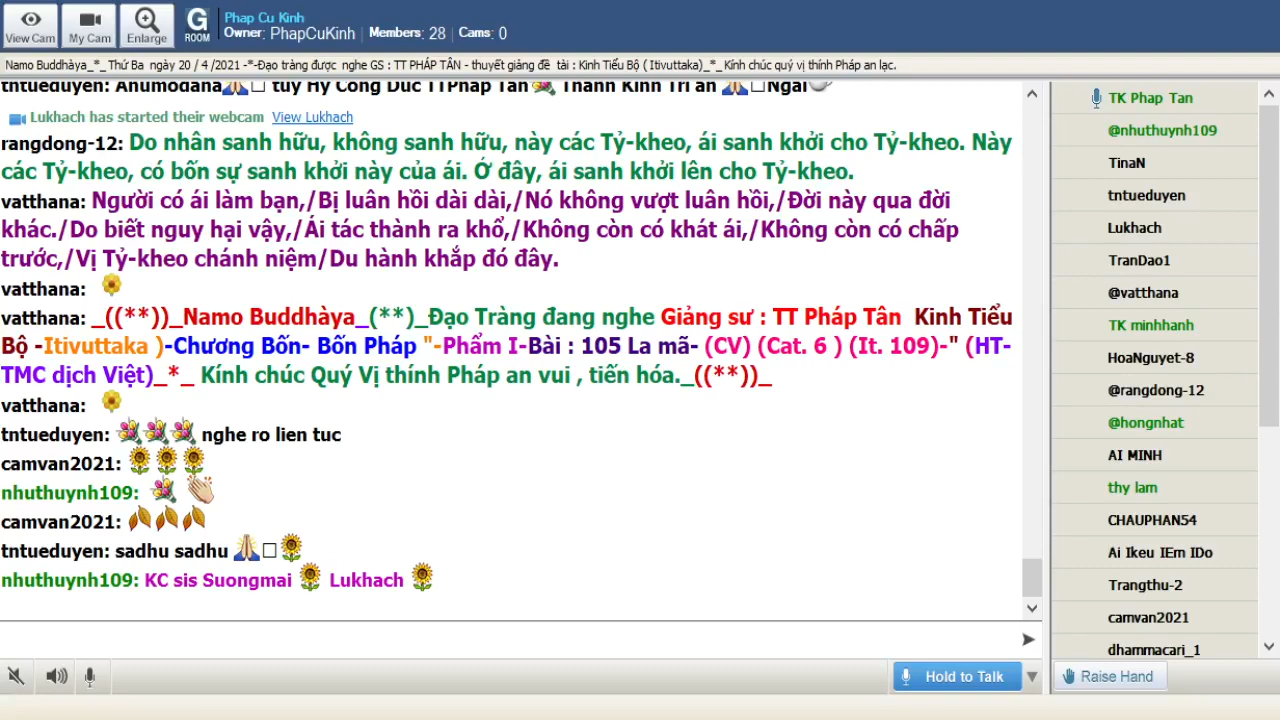 View Cam
My Cam
Enlarge
G
ROOM
Phap Cu Kinh
Owner: PhapCuKinh | Members: 28 | Cams: 0
Namo Buddhàya_*_ Thứ Ba ngày 20 / 4 /2021 -*-Đạo tràng được nghe GS : TT PHÁP TÂN - thuyết giảng đề tài : Kinh Tiểu Bộ ( Itivuttaka)_*_Kính chúc quý vị thính Pháp an lạc.
tntueduyen: Anumodana tuy Hy Cong Duc TTPhap Tan Thanh Kinh Tri ân Ngài
Lukhach has started their webcam View Lukhach
rangdong-12: Do nhân sanh hữu, không sanh hữu, này các Tỷ-kheo, ái sanh khởi cho Tỷ-kheo. Này
các Tỷ-kheo, có bốn sự sanh khởi này của ái. Ở đây, ái sanh khởi lên cho Tỷ-kheo.
vatthana: Người có ái làm bạn,/Bị luân hồi dài dài,/Nó không vượt luân hồi,/Đời này qua đời
khác./Do biết nguy hại vậy,/Ái tác thành ra khổ,/Không còn có khát ái,/Không còn có chấp
trước,/Vị Tỷ-kheo chánh niệm/Du hành khắp đó đây.
vatthana:
vatthana: _((**))_Namo Buddhàya_(**)_Đạo Tràng đang nghe Giảng sư : TT Pháp Tân Kinh Tiểu
Bộ -Itivuttaka )-Chương Bốn- Bốn Pháp "-Phẩm I-Bài : 105 La mã- (CV) (Cat. 6 ) (It. 109)-" (HT-
TMC dịch Việt)_*_ Kính chúc Quý Vị thính Pháp an vui , tiến hóa._((**))_
vatthana:
tntueduyen: nghe ro lien tuc
camvan2021:
nhuthuynh109:
camvan2021:
tntueduyen: sadhu sadhu
nhuthuynh109: KC sis Suongmai Lukhach
Hold to Talk
TK Phap Tan
@nhuthuynh109
TinaN
tntueduyen
Lukhach
TranDao1
@vatthana
TK minhhanh
HoaNguyet-8
@rangdong-12
@hongnhat
AI MINH
thy lam
CHAUPHAN54
Ai Ikeu IEm IDo
Trangthu-2
camvan2021
dhammacari_1
Raise Hand